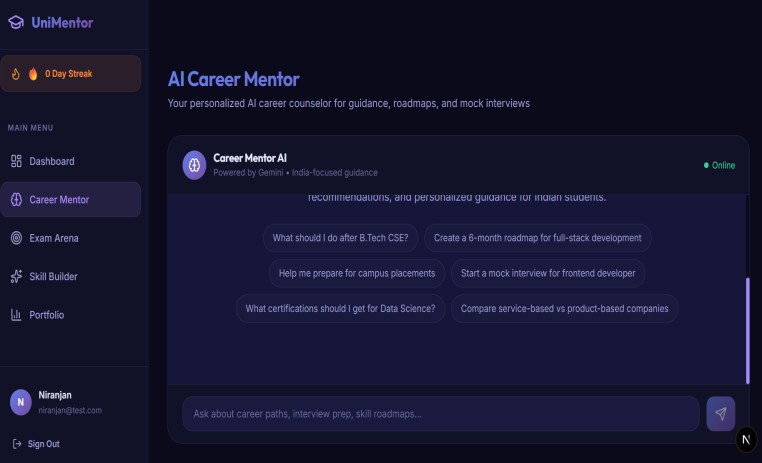 UniMentor
0 Day Streak
MAIN MENU
Dashboard
Career Mentor
Exam Arena
Skill Builder
Portfolio
N
Niranjan
niranjan@test.com
Sign Out
AI Career Mentor
Your personalized AI career counselor for guidance, roadmaps, and mock interviews
Career Mentor AI
Powered by Gemini • India-focused guidance
Online
recommendations, and personalized guidance for Indian students.
What should I do after B.Tech CSE?
Create a 6-month roadmap for full-stack development
Help me prepare for campus placements
Start a mock interview for frontend developer
What certifications should I get for Data Science?
Compare service-based vs product-based companies
Ask about career paths, interview prep, skill roadmaps...
N